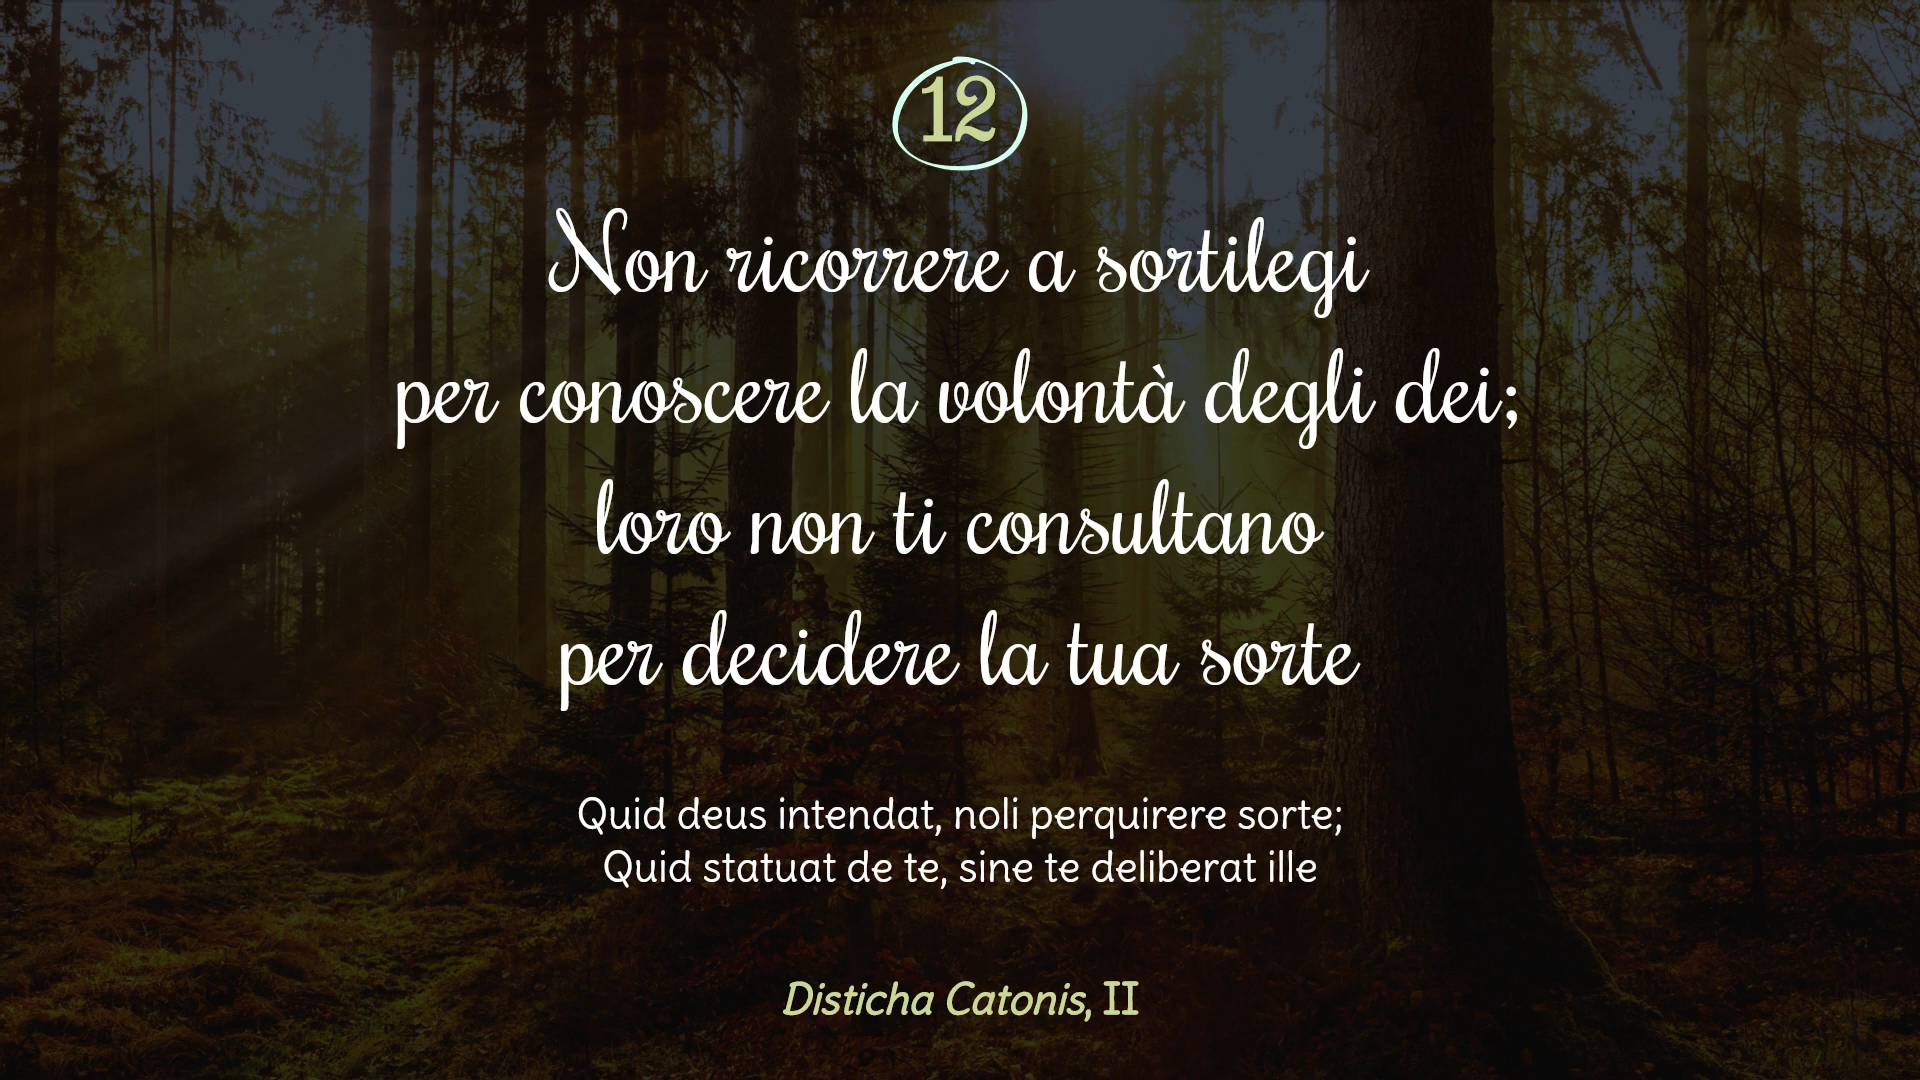 12
Non ricorrere a sortilegi
per conoscere la volontà degli dei;
loro non ti consultano
per decidere la tua sorte
Quid deus intendat, noli perquirere sorte;
Quid statuat de te, sine te deliberat ille
Disticha Catonis, II